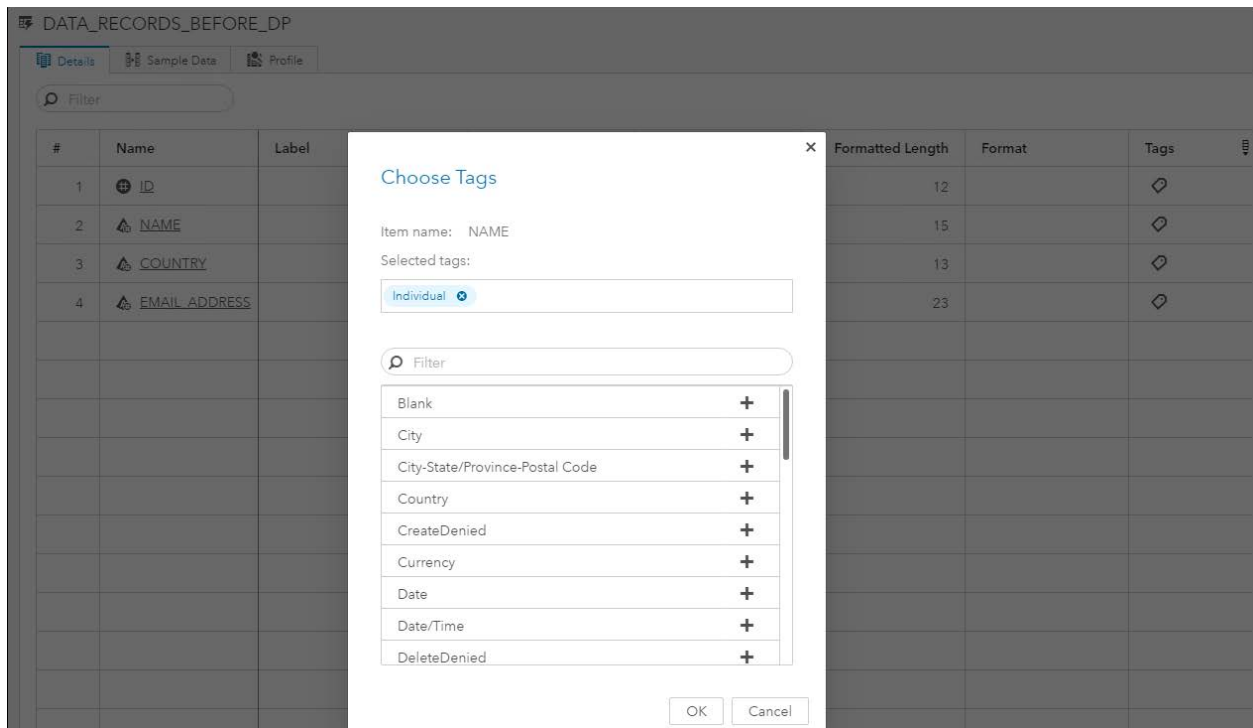 DATA_RECORDS_BEFORE_DP
Details Sample Data Profile
Filter
# Name Label Formatted Length Format Tags
1 ID 12
2 NAME 15
3 COUNTRY 13
4 EMAIL_ADDRESS 23
Choose Tags
Item name: NAME
Selected tags:
Individual
Filter
Blank
City
City-State/Province-Postal Code
Country
CreateDenied
Currency
Date
Date/Time
DeleteDenied
OK Cancel